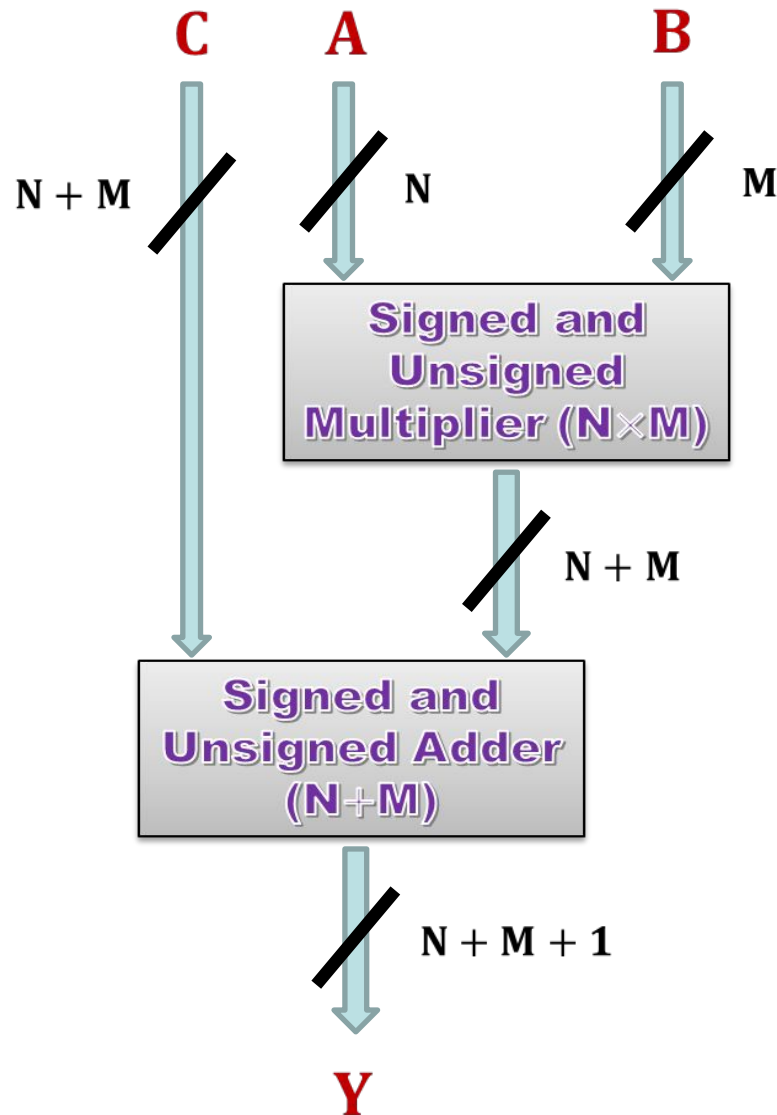 C A B
N + M
N
M
Signed and
Unsigned
Multiplier (N×M)
N + M
Signed and
Unsigned Adder
(N+M)
N + M + 1
Y